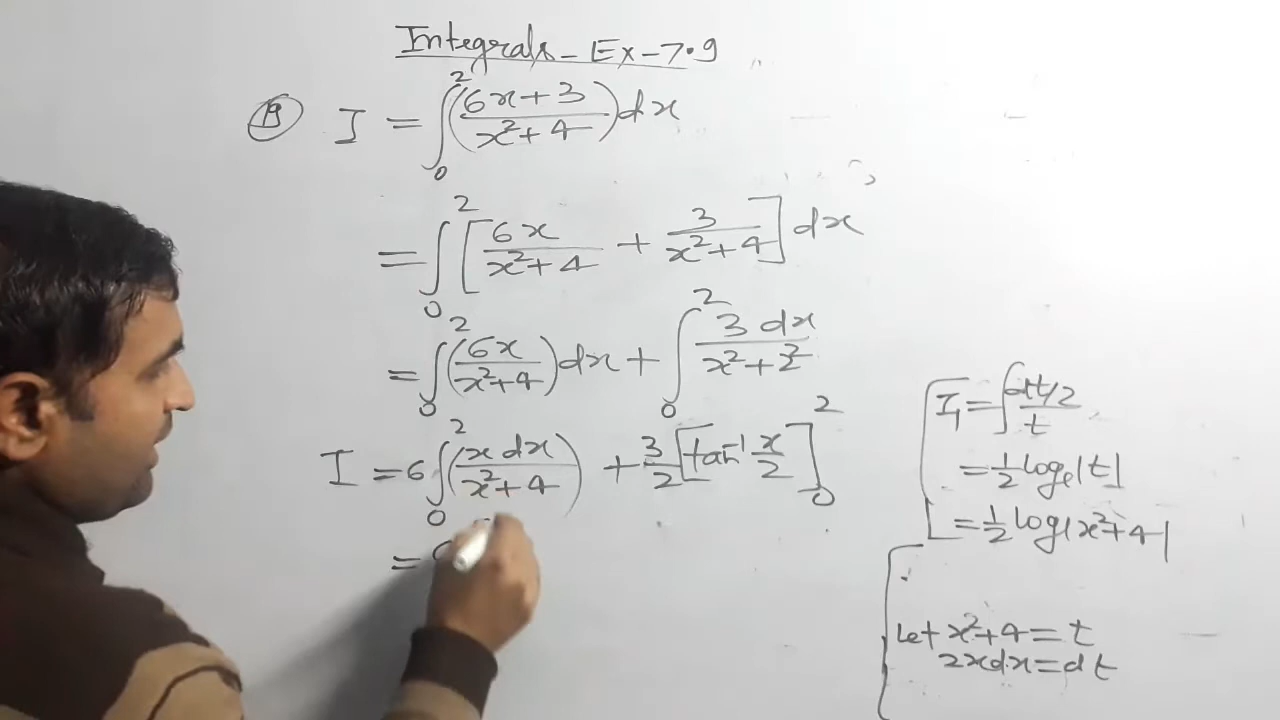 Integrals - Ex - 7.9
19 I = ∫₀² ((6x + 3)/(x² + 4)) dx
= ∫₀² [6x/(x² + 4) + 3/(x² + 4)] dx
= ∫₀² (6x/(x² + 4)) dx + ∫₀² 3 dx/(x² + 2²)
I = 6 ∫₀² (x dx/(x² + 4)) + 3/2 [tan⁻¹ x/2]₀²
=
I₁ = ∫ (dt/2)/t
= 1/2 logₑ|t|
= 1/2 log|x² + 4|
Let x² + 4 = t
2x dx = dt